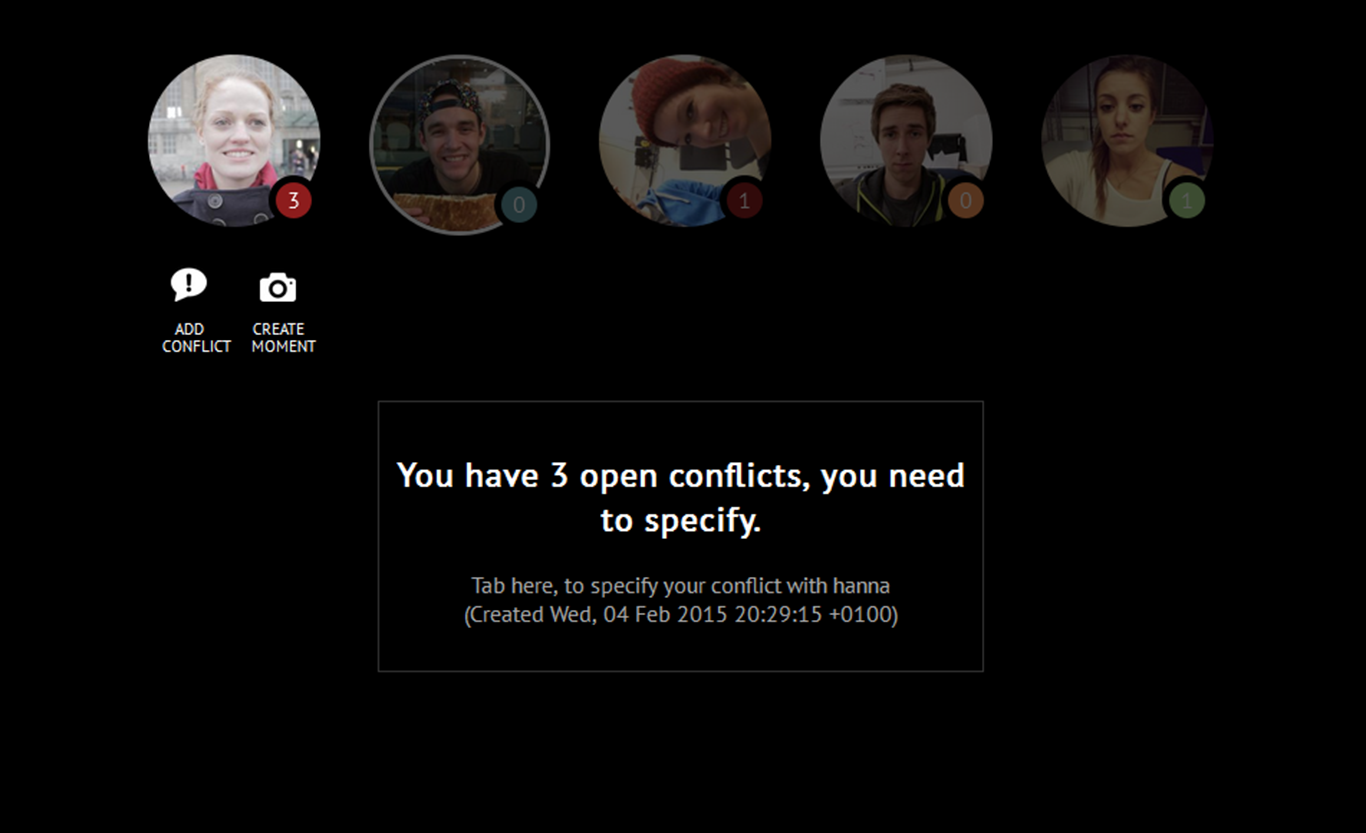 3
0
1
0
1
ADD
CONFLICT
CREATE
MOMENT
You have 3 open conflicts, you need
to specify.
Tab here, to specify your conflict with hanna
(Created Wed, 04 Feb 2015 20:29:15 +0100)